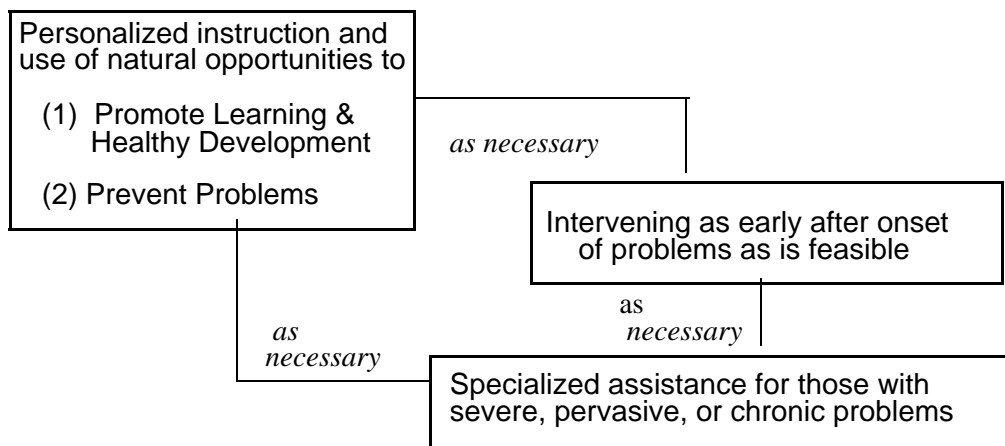 Personalized instruction and
use of natural opportunities to
(1) Promote Learning &
Healthy Development
(2) Prevent Problems
as necessary
Intervening as early after onset
of problems as is feasible
as
necessary
as
necessary
Specialized assistance for those with
severe, pervasive, or chronic problems